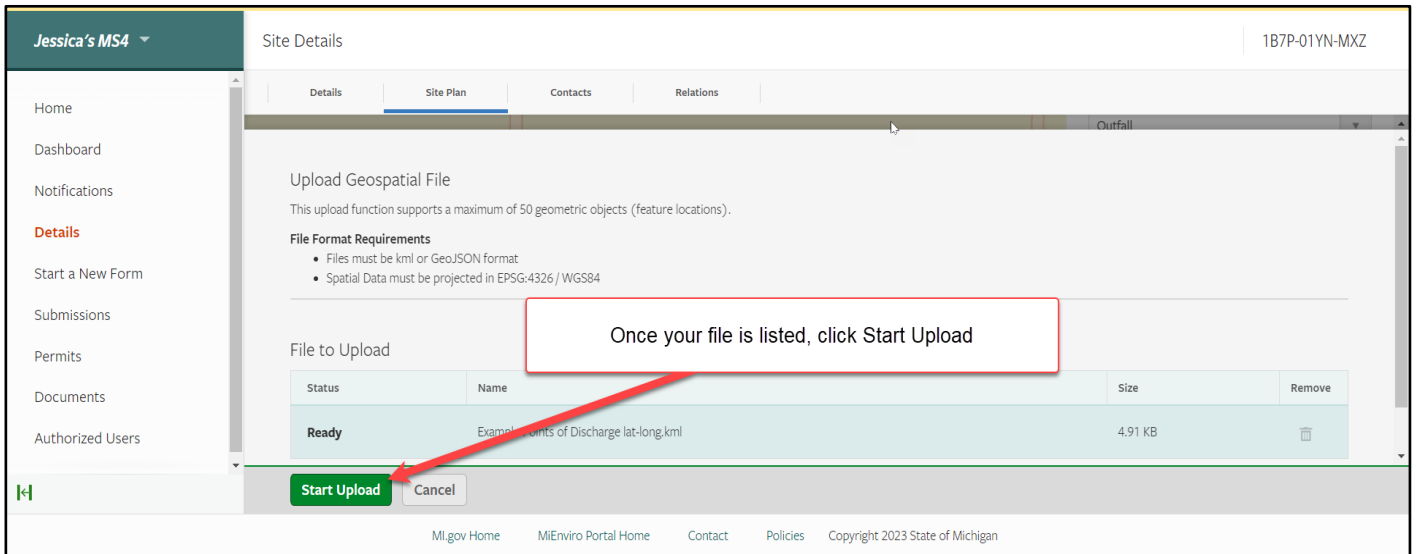 Jessica's MS4
Site Details
1B7P-01YN-MXZ
Home
Dashboard
Notifications
Details
Start a New Form
Submissions
Permits
Documents
Authorized Users
Details Site Plan Contacts Relations
Outfall
Upload Geospatial File
This upload function supports a maximum of 50 geometric objects (feature locations).
File Format Requirements
• Files must be kml or GeoJSON format
• Spatial Data must be projected in EPSG:4326 / WGS84
Once your file is listed, click Start Upload
File to Upload
Status Name Size Remove
Ready of Discharge lat-long.kml 4.91 KB
Start Upload Cancel
MI.gov Home MiEnviro Portal Home Contact Policies Copyright 2023 State of Michigan